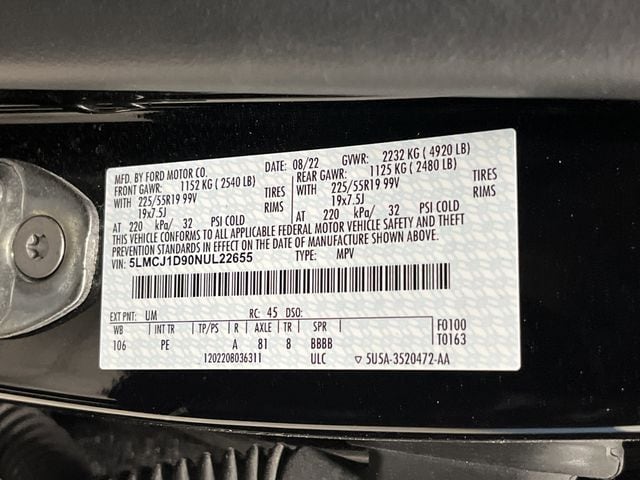 MFD. BY FORD MOTOR CO. DATE: 08/22 GVWR: 2232 KG ( 4920 LB)
FRONT GAWR: 1152 KG ( 2540 LB) REAR GAWR: 1125 KG ( 2480 LB)
WITH 225/55R19 99V TIRES WITH 225/55R19 99V TIRES
19x7.5J RIMS 19x7.5J RIMS
AT 220 kPa/ 32 PSI COLD AT 220 kPa/ 32 PSI COLD
THIS VEHICLE CONFORMS TO ALL APPLICABLE FEDERAL MOTOR VEHICLE SAFETY AND THEFT
PREVENTION STANDARDS IN EFFECT ON THE DATE OF MANUFACTURE SHOWN ABOVE.
VIN: 5LMCJ1D90NUL22655 TYPE: MPV
EXT PNT: UM RC: 45 DSO:
WB INT TR TP/PS R AXLE TR SPR F0100
106 PE A 81 8 BBBB T0163
1202208036311 ULC ▽ 5U5A-3520472-AA